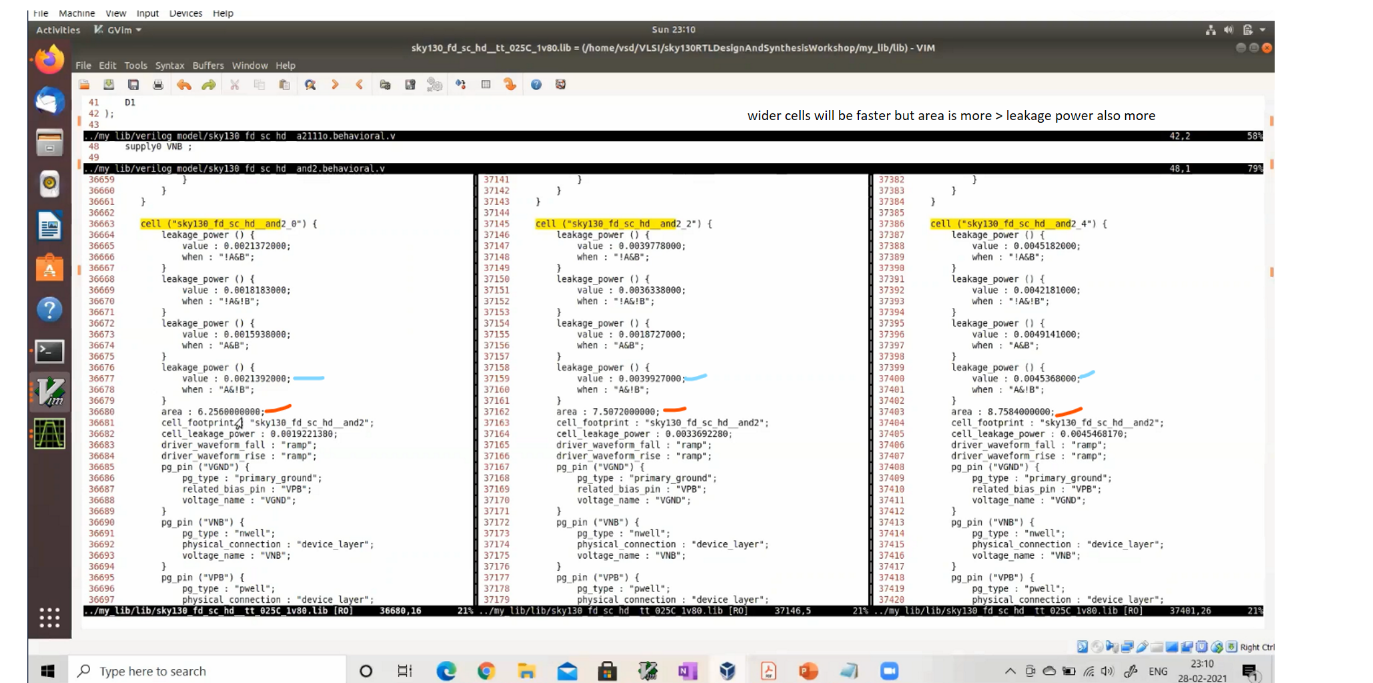 File Machine View Input Devices Help
Activities GVim Sun 23:10
sky130_fd_sc_hd__tt_025C_1v80.lib = (/home/vsd/VLSI/sky130RTLDesignAndSynthesisWorkshop/my_lib/lib) - VIM
File Edit Tools Syntax Buffers Window Help
41 D1
42 );
43
wider cells will be faster but area is more > leakage power also more
../my_lib/verilog_model/sky130_fd_sc_hd__a2111o.behavioral.v 42,2 58%
48 supply0 VNB ;
49
../my_lib/verilog_model/sky130_fd_sc_hd__and2.behavioral.v 48,1 79%
36659 }
36660 }
36661 }
36662
36663 cell ("sky130_fd_sc_hd__and2_0") {
36664 leakage_power () {
36665 value : 0.0021372000;
36666 when : "!A&B";
36667 }
36668 leakage_power () {
36669 value : 0.0018183000;
36670 when : "!A&!B";
36671 }
36672 leakage_power () {
36673 value : 0.0015938000;
36674 when : "A&B";
36675 }
36676 leakage_power () {
36677 value : 0.0021392000;
36678 when : "A&!B";
36679 }
36680 area : 6.2560000000;
36681 cell_footprint : "sky130_fd_sc_hd__and2";
36682 cell_leakage_power : 0.0019221380;
36683 driver_waveform_fall : "ramp";
36684 driver_waveform_rise : "ramp";
36685 pg_pin ("VGND") {
36686 pg_type : "primary_ground";
36687 related_bias_pin : "VPB";
36688 voltage_name : "VGND";
36689 }
36690 pg_pin ("VNB") {
36691 pg_type : "nwell";
36692 physical_connection : "device_layer";
36693 voltage_name : "VNB";
36694 }
36695 pg_pin ("VPB") {
36696 pg_type : "pwell";
36697 physical_connection : "device_layer";
../my_lib/lib/sky130_fd_sc_hd__tt_025C_1v80.lib [RO] 36680,16 21%
37141 }
37142 }
37143 }
37144
37145 cell ("sky130_fd_sc_hd__and2_2") {
37146 leakage_power () {
37147 value : 0.0039778000;
37148 when : "!A&B";
37149 }
37150 leakage_power () {
37151 value : 0.0036338000;
37152 when : "!A&!B";
37153 }
37154 leakage_power () {
37155 value : 0.0018727000;
37156 when : "A&B";
37157 }
37158 leakage_power () {
37159 value : 0.0039927000;
37160 when : "A&!B";
37161 }
37162 area : 7.5072000000;
37163 cell_footprint : "sky130_fd_sc_hd__and2";
37164 cell_leakage_power : 0.0033692280;
37165 driver_waveform_fall : "ramp";
37166 driver_waveform_rise : "ramp";
37167 pg_pin ("VGND") {
37168 pg_type : "primary_ground";
37169 related_bias_pin : "VPB";
37170 voltage_name : "VGND";
37171 }
37172 pg_pin ("VNB") {
37173 pg_type : "nwell";
37174 physical_connection : "device_layer";
37175 voltage_name : "VNB";
37176 }
37177 pg_pin ("VPB") {
37178 pg_type : "pwell";
37179 physical_connection : "device_layer";
../my_lib/lib/sky130_fd_sc_hd__tt_025C_1v80.lib [RO] 37146,5 21%
37382 }
37383 }
37384 }
37385
37386 cell ("sky130_fd_sc_hd__and2_4") {
37387 leakage_power () {
37388 value : 0.0045182000;
37389 when : "!A&B";
37390 }
37391 leakage_power () {
37392 value : 0.0042181000;
37393 when : "!A&!B";
37394 }
37395 leakage_power () {
37396 value : 0.0049141000;
37397 when : "A&B";
37398 }
37399 leakage_power () {
37400 value : 0.0045368000;
37401 when : "A&!B";
37402 }
37403 area : 8.7584000000;
37404 cell_footprint : "sky130_fd_sc_hd__and2";
37405 cell_leakage_power : 0.0045468170;
37406 driver_waveform_fall : "ramp";
37407 driver_waveform_rise : "ramp";
37408 pg_pin ("VGND") {
37409 pg_type : "primary_ground";
37410 related_bias_pin : "VPB";
37411 voltage_name : "VGND";
37412 }
37413 pg_pin ("VNB") {
37414 pg_type : "nwell";
37415 physical_connection : "device_layer";
37416 voltage_name : "VNB";
37417 }
37418 pg_pin ("VPB") {
37419 pg_type : "pwell";
37420 physical_connection : "device_layer";
../my_lib/lib/sky130_fd_sc_hd__tt_025C_1v80.lib [RO] 37401,26 21%
Right Ctrl
Type here to search
ENG
23:10
28-02-2021